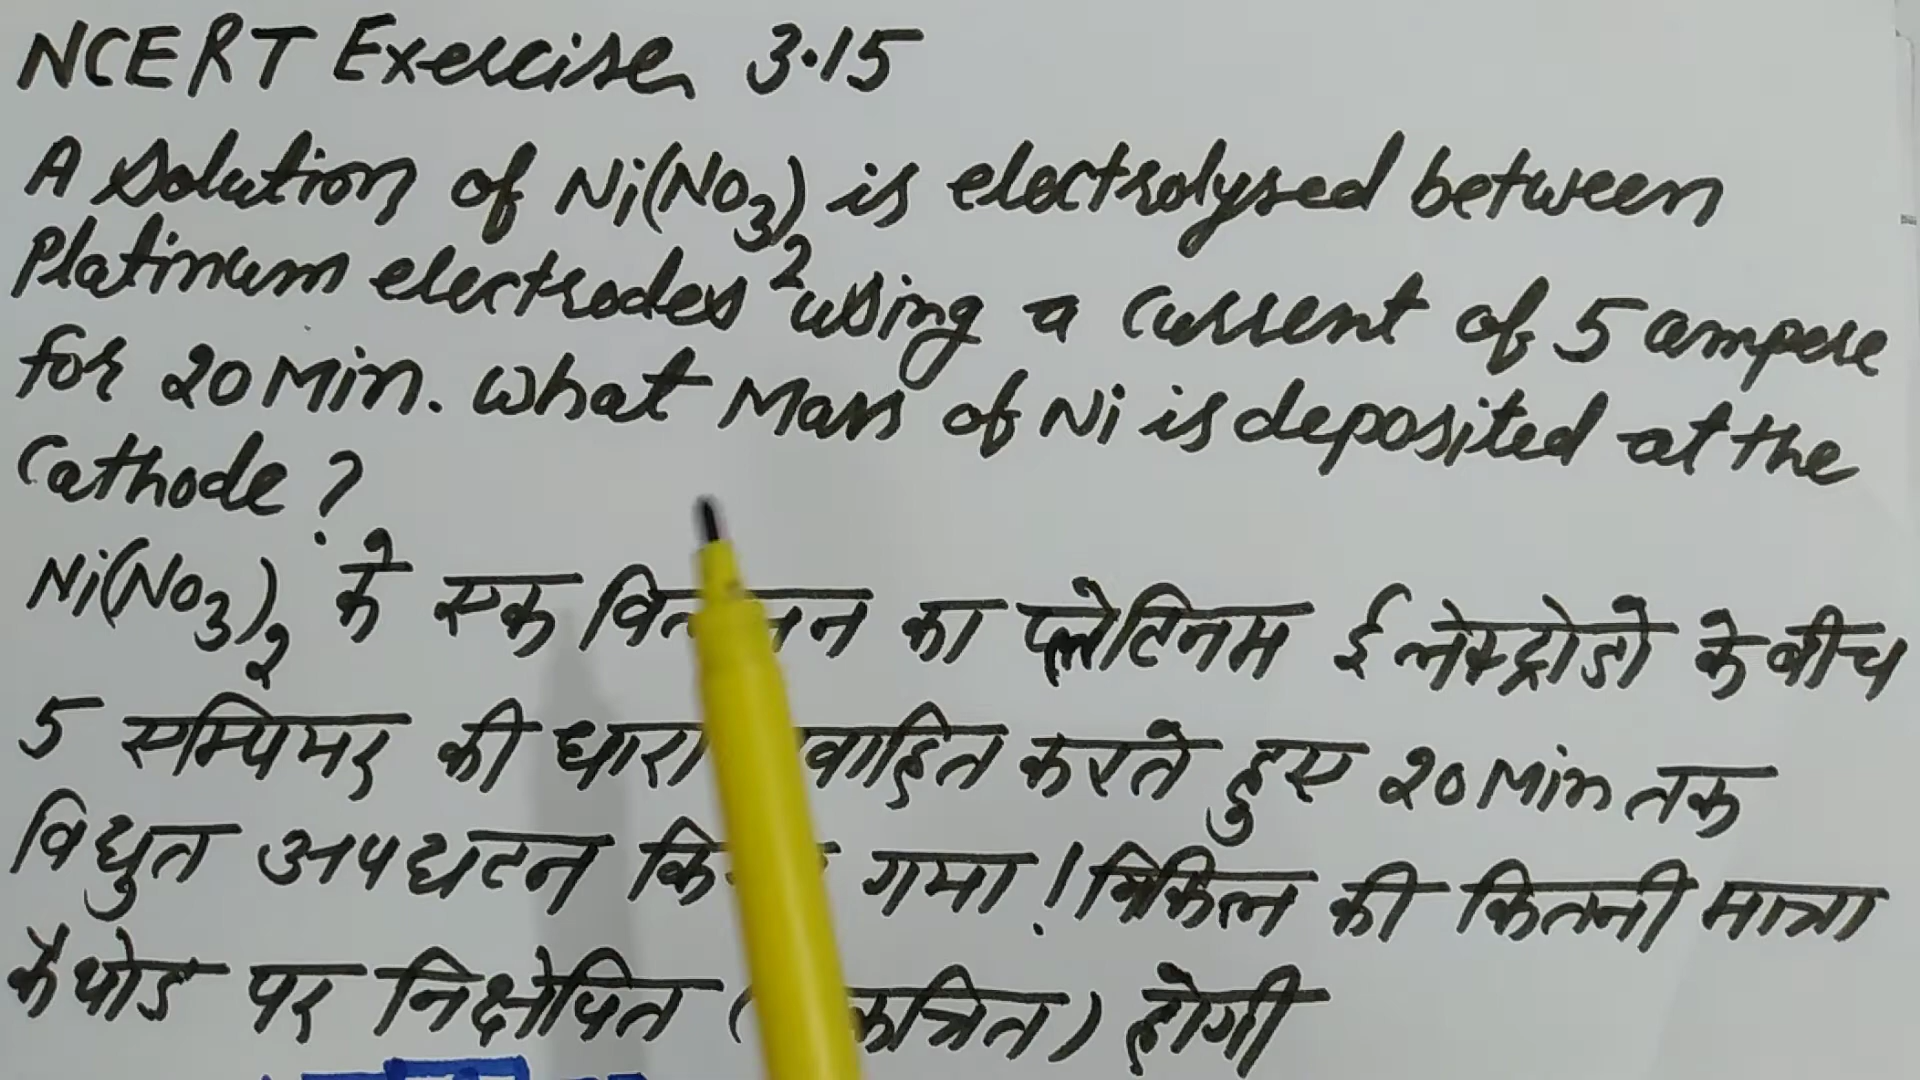 NCERT Exercise 3.15
A solution of Ni(NO3)2 is electrolysed between
Platinum electrodes using a current of 5 ampere
for 20 Min. What Mass of Ni is deposited at the
Cathode?
Ni(NO3)2 के एक का प्लेटिनम ईलेक्ट्रोडो के बीच
5 एम्पियर की धारा करते हुए 20 Min तक
विद्युत अपघटन गया! निकिल की कितनी मात्रा
कैथोड पर निक्षेपित ( ) होगी